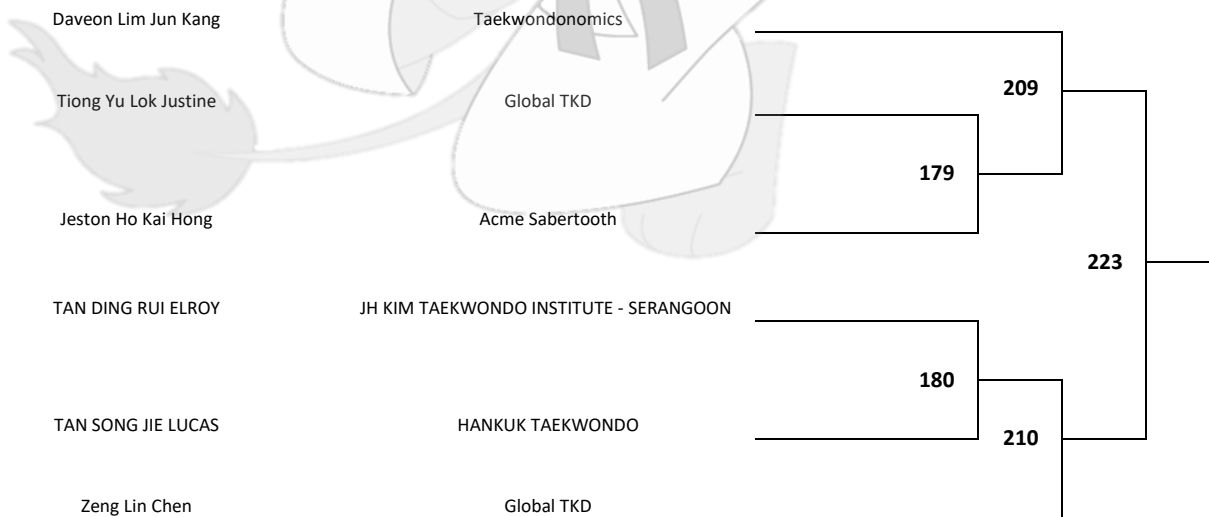 Daveon Lim Jun Kang Taekwondonomics
209
Tiong Yu Lok Justine Global TKD
179
Jeston Ho Kai Hong Acme Sabertooth
223
TAN DING RUI ELROY JH KIM TAEKWONDO INSTITUTE - SERANGOON
180
TAN SONG JIE LUCAS HANKUK TAEKWONDO
210
Zeng Lin Chen Global TKD